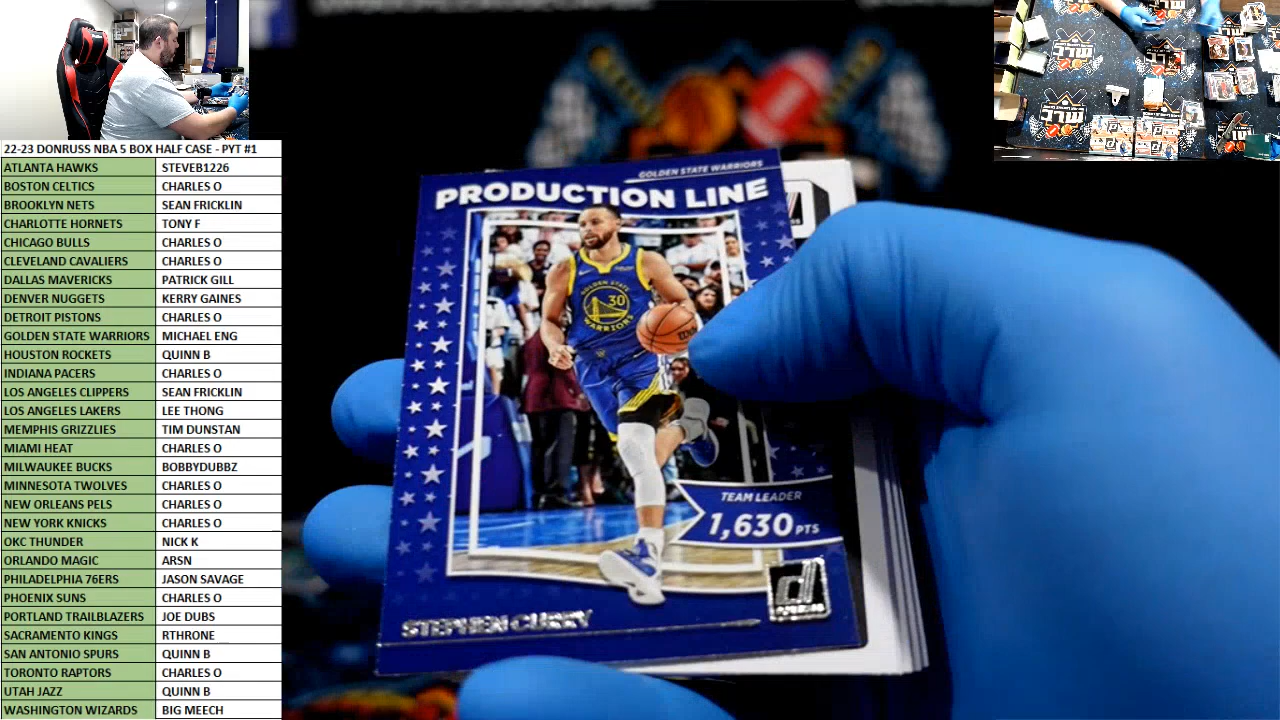 22-23 DONRUSS NBA 5 BOX HALF CASE - PYT #1
ATLANTA HAWKS STEVEB1226
BOSTON CELTICS CHARLES O
BROOKLYN NETS SEAN FRICKLIN
CHARLOTTE HORNETS TONY F
CHICAGO BULLS CHARLES O
CLEVELAND CAVALIERS CHARLES O
DALLAS MAVERICKS PATRICK GILL
DENVER NUGGETS KERRY GAINES
DETROIT PISTONS CHARLES O
GOLDEN STATE WARRIORS MICHAEL ENG
HOUSTON ROCKETS QUINN B
INDIANA PACERS CHARLES O
LOS ANGELES CLIPPERS SEAN FRICKLIN
LOS ANGELES LAKERS LEE THONG
MEMPHIS GRIZZLIES TIM DUNSTAN
MIAMI HEAT CHARLES O
MILWAUKEE BUCKS BOBBYDUBBZ
MINNESOTA TWOLVES CHARLES O
NEW ORLEANS PELS CHARLES O
NEW YORK KNICKS CHARLES O
OKC THUNDER NICK K
ORLANDO MAGIC ARSN
PHILADELPHIA 76ERS JASON SAVAGE
PHOENIX SUNS CHARLES O
PORTLAND TRAILBLAZERS JOE DUBS
SACRAMENTO KINGS RTHRONE
SAN ANTONIO SPURS QUINN B
TORONTO RAPTORS CHARLES O
UTAH JAZZ QUINN B
WASHINGTON WIZARDS BIG MEECH
GOLDEN STATE WARRIORS
PRODUCTION LINE
GOLDEN STATE
30
WARRIORS
TEAM LEADER
1,630 PTS
d
DONRUSS
STEPHEN CURRY